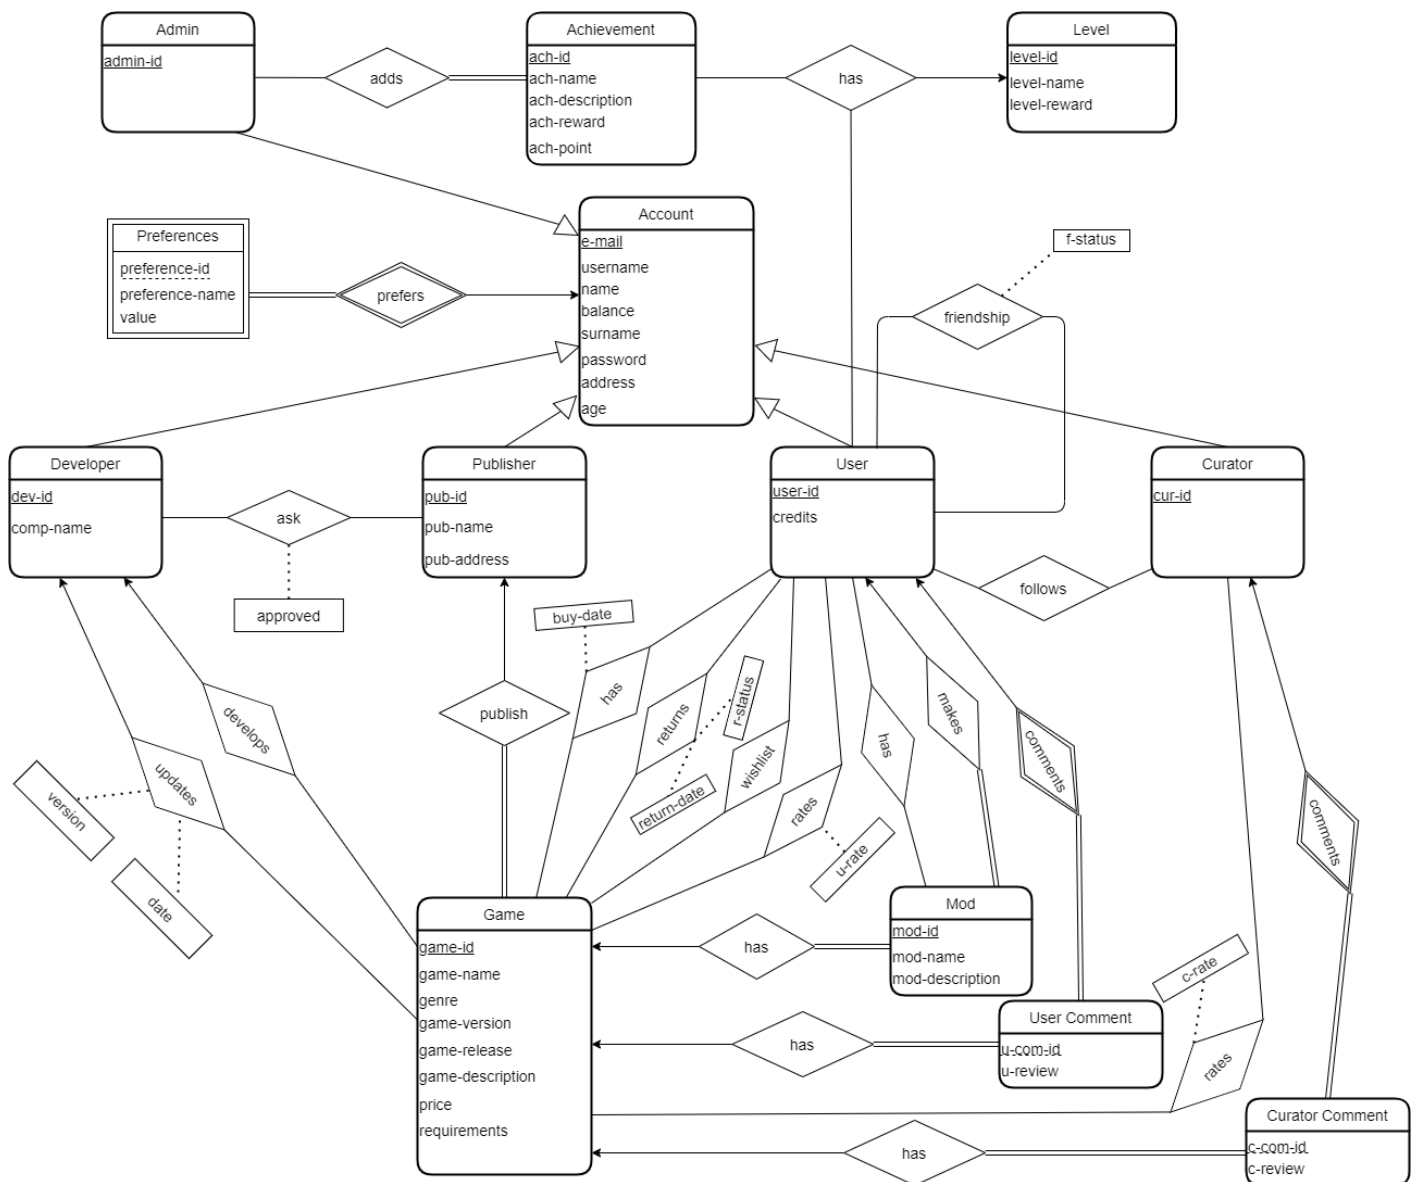 Admin
admin-id
adds
Achievement
ach-id
ach-name
ach-description
ach-reward
ach-point
has
Level
level-id
level-name
level-reward
Preferences
preference-id
preference-name
value
prefers
Account
e-mail
username
name
balance
surname
password
address
age
f-status
friendship
Developer
dev-id
comp-name
ask
approved
Publisher
pub-id
pub-name
pub-address
User
user-id
credits
follows
Curator
cur-id
buy-date
has
returns
r-status
return-date
wishlist
rates
u-rate
has
makes
comments
comments
publish
develops
updates
version
date
Game
game-id
game-name
genre
game-version
game-release
game-description
price
requirements
has
Mod
mod-id
mod-name
mod-description
has
User Comment
u-com-id
u-review
c-rate
rates
has
Curator Comment
c-com-id
c-review